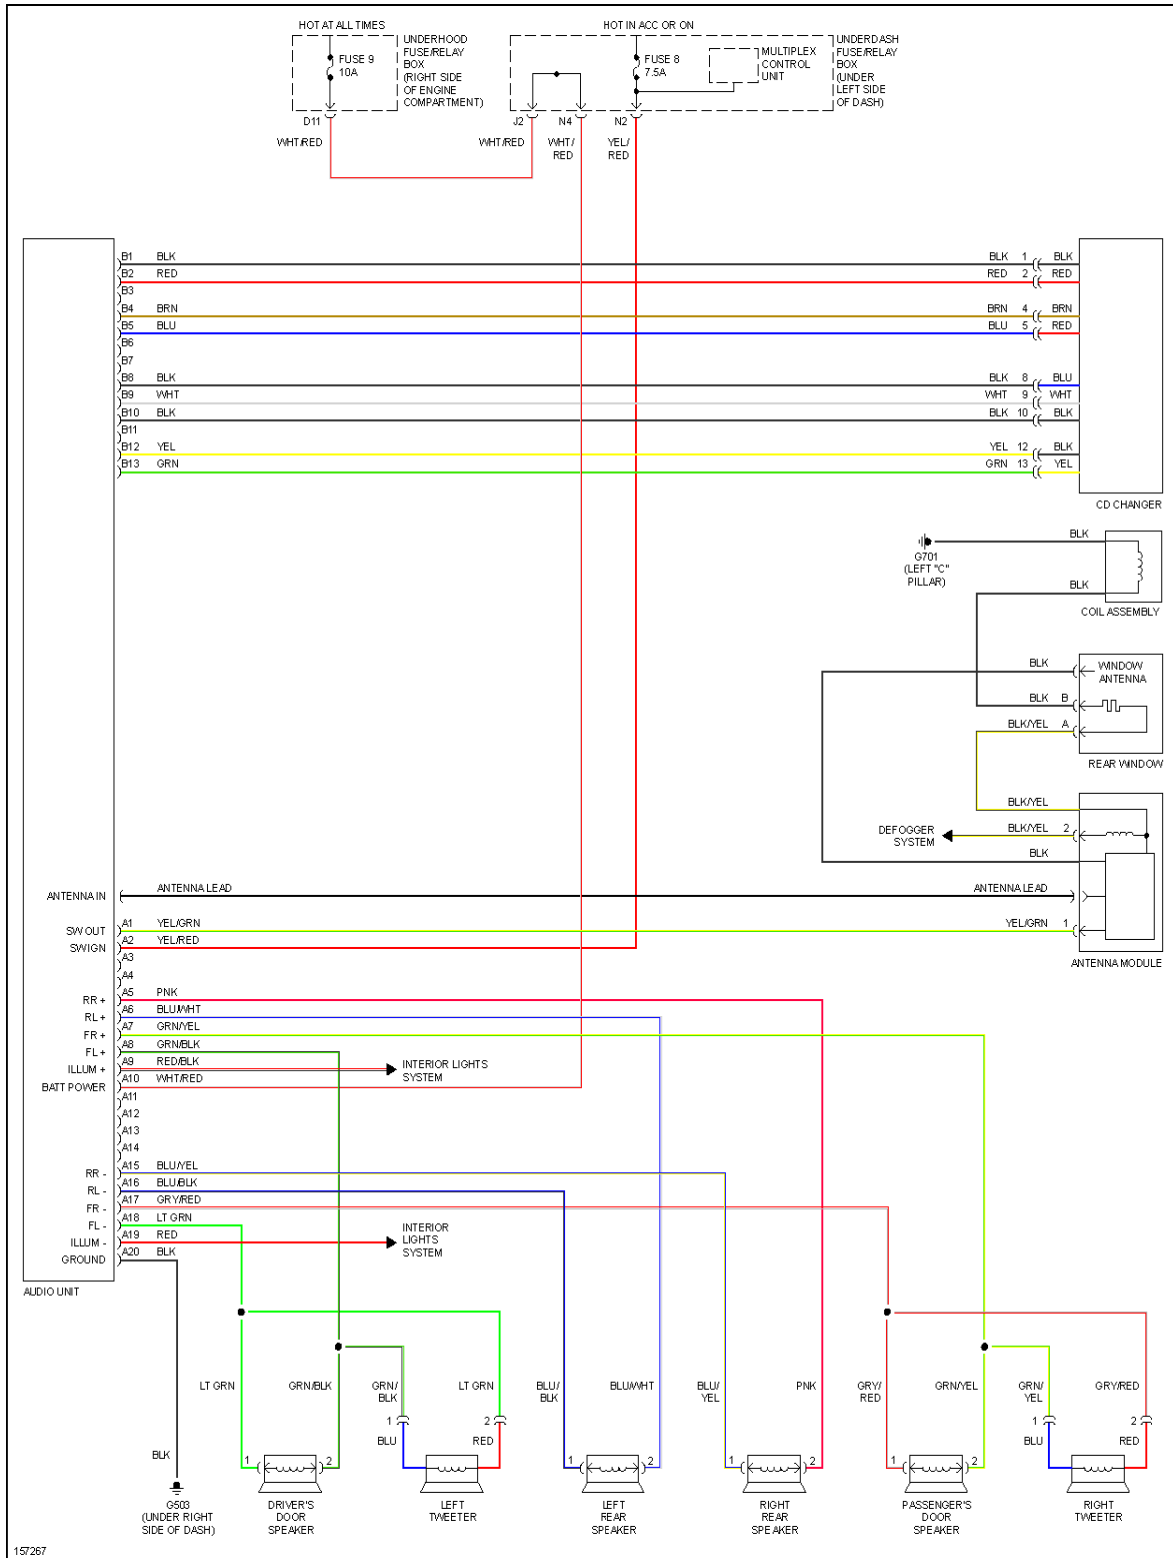 HOT AT ALL TIMES
HOT IN ACC OR ON
FUSE 9
10A
UNDERHOOD
FUSE/RELAY
BOX
(RIGHT SIDE
OF ENGINE
COMPARTMENT)
FUSE 8
7.5A
MULTIPLEX
CONTROL
UNIT
UNDERDASH
FUSE/RELAY
BOX
(UNDER
LEFT SIDE
OF DASH)
D11
J2
N4
N2
WHT/RED
WHT/RED
WHT/
RED
YEL/
RED
B1 BLK BLK 1 BLK
B2 RED RED 2 RED
B3
B4 BRN BRN 4 BRN
B5 BLU BLU 5 RED
B6
B7
B8 BLK BLK 8 BLU
B9 WHT WHT 9 WHT
B10 BLK BLK 10 BLK
B11
B12 YEL YEL 12 BLK
B13 GRN GRN 13 YEL
CD CHANGER
BLK
G701
(LEFT "C"
PILLAR)
BLK
COIL ASSEMBLY
BLK
WINDOW
ANTENNA
BLK B
BLK/YEL A
REAR WINDOW
BLK/YEL
DEFOGGER
SYSTEM
BLK/YEL 2
BLK
ANTENNA IN ANTENNA LEAD ANTENNA LEAD
SW OUT A1 YEL/GRN YEL/GRN 1
SW IGN A2 YEL/RED
A3
ANTENNA MODULE
A4
RR + A5 PNK
RL + A6 BLU/WHT
FR + A7 GRN/YEL
FL + A8 GRN/BLK
ILLUM + A9 RED/BLK
INTERIOR LIGHTS
SYSTEM
BATT POWER A10 WHT/RED
A11
A12
A13
A14
RR - A15 BLU/YEL
RL - A16 BLU/BLK
FR - A17 GRY/RED
FL - A18 LT GRN
ILLUM - A19 RED
INTERIOR
LIGHTS
SYSTEM
GROUND A20 BLK
AUDIO UNIT
LT GRN
GRN/BLK
GRN/
BLK
LT GRN
BLU/
BLK
BLU/WHT
BLU/
YEL
PNK
GRY/
RED
GRN/YEL
GRN/
YEL
GRY/RED
1 2 1 2
BLU RED BLU RED
BLK
1 2 1 2 1 2 1 2
G503
(UNDER RIGHT
SIDE OF DASH)
DRIVER'S
DOOR
SPEAKER
LEFT
TWEETER
LEFT
REAR
SPEAKER
RIGHT
REAR
SPEAKER
PASSENGER'S
DOOR
SPEAKER
RIGHT
TWEETER
157267